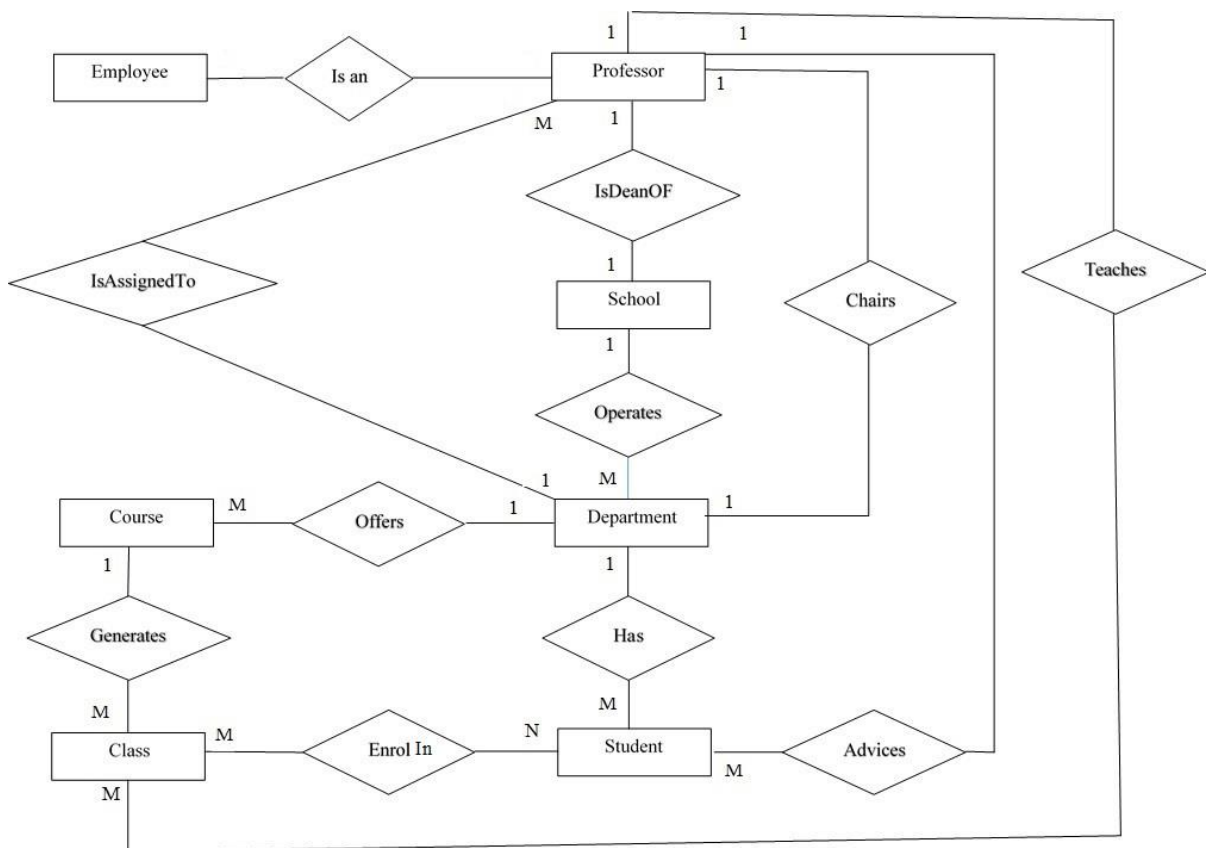 1
1
Employee
Is an
Professor
1
M
1
IsDeanOF
IsAssignedTo
1
School
Chairs
Teaches
1
Operates
M
1
Course
M
Offers
1
Department
1
1
1
Generates
Has
M
M
Class
M
Enrol In
N
Student
M
Advices
M